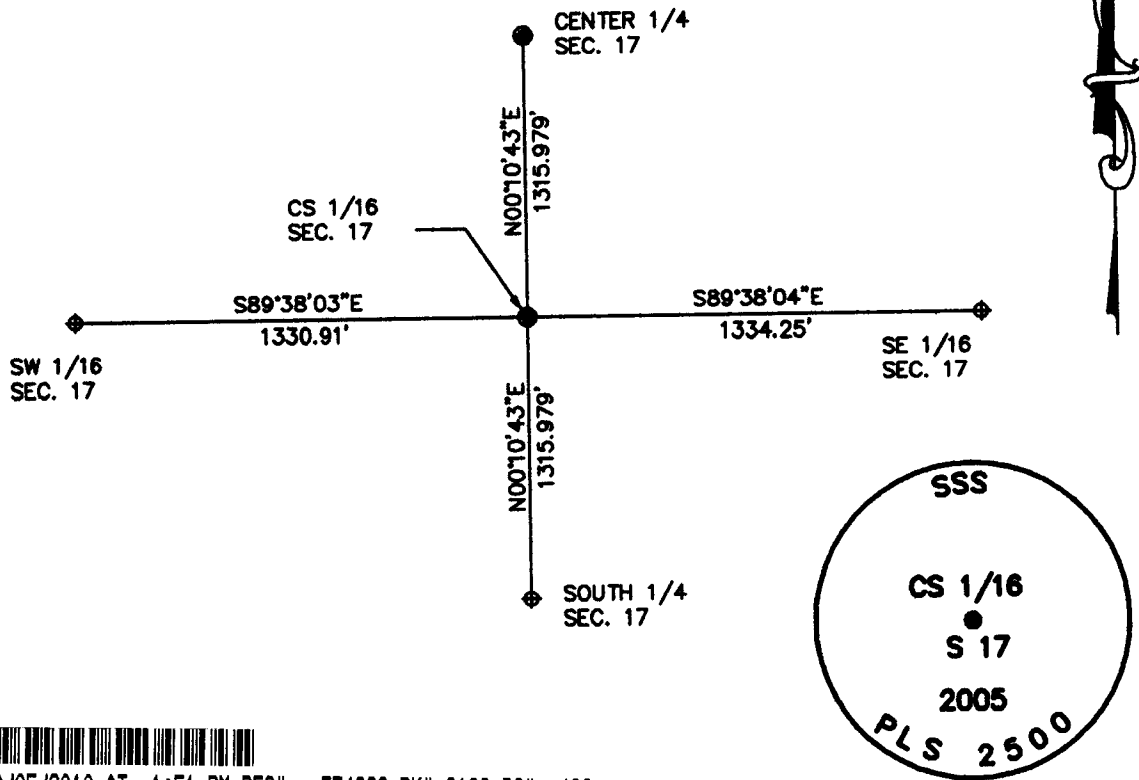 CENTER 1/4
SEC. 17
N00°10'43"E
1315.979'
CS 1/16
SEC. 17
S89°38'03"E
1330.91'
S89°38'04"E
1334.25'
SW 1/16
SEC. 17
SE 1/16
SEC. 17
N00°10'43"E
1315.979'
SOUTH 1/4
SEC. 17
SSS
CS 1/16
S 17
2005
PLS 2500